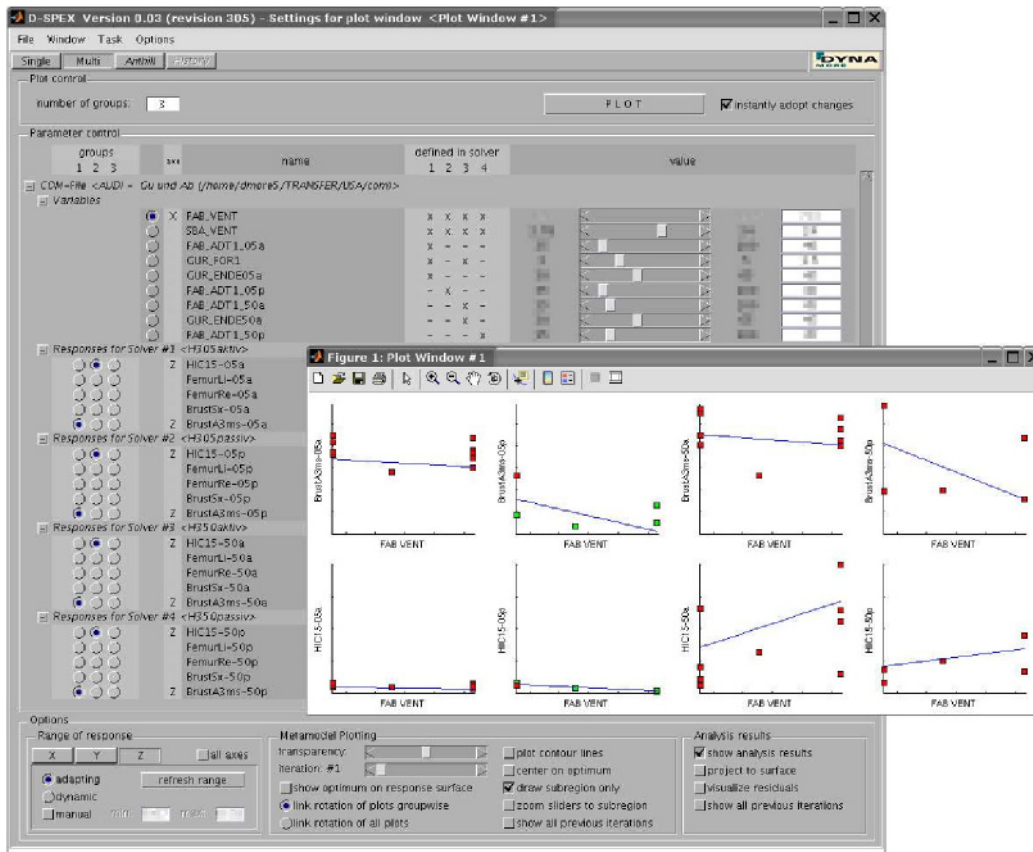 D-SPEX Version 0.03 (revision 305) - Settings for plot window <Plot Window #1>
File Window Task Options
Single Multi Anthill History
DYNA
MORE
Plot control
number of groups: 3 PLOT instantly adopt changes
Parameter control
groups name defined in solver value
1 2 3 1 2 3 4
COM-File <AUDI - Gu und Ab (/home/dmore5/TRANSFER/USA/com)>
Variables
X FAB_VENT x x x x
SBA_VENT x x x x
FAB_ADT1_05a x - - -
GUR_FOR1 x - x -
GUR_ENDE05a x - - -
FAB_ADT1_05p - x - -
FAB_ADT1_50a - - x -
GUR_ENDE50a - - x -
FAB_ADT1_50p - - - x
Responses for Solver #1 <H305aktiv>
Z HIC15-05a
FemurLi-05a
FemurRe-05a
BrustSx-05a
Z BrustA3ms-05a
Responses for Solver #2 <H305passiv>
Z HIC15-05p
FemurLi-05p
FemurRe-05p
BrustSx-05p
Z BrustA3ms-05p
Responses for Solver #3 <H350aktiv>
Z HIC15-50a
FemurLi-50a
FemurRe-50a
BrustSx-50a
Z BrustA3ms-50a
Responses for Solver #4 <H350passiv>
Z HIC15-50p
FemurLi-50p
FemurRe-50p
BrustSx-50p
Z BrustA3ms-50p
Figure 1: Plot Window #1
BrustA3ms-05a
FAB VENT
BrustA3ms-05p
FAB VENT
BrustA3ms-50a
FAB VENT
BrustA3ms-50p
FAB VENT
HIC15-05a
FAB VENT
HIC15-05p
FAB VENT
HIC15-50a
FAB VENT
HIC15-50p
FAB VENT
Options
Range of response
X Y Z all axes
adapting refresh range
dynamic
manual min: max:
Metamodel Plotting
transparency:
iteration: #1
show optimum on response surface
link rotation of plots groupwise
link rotation of all plots
plot contour lines
center on optimum
draw subregion only
zoom sliders to subregion
show all previous iterations
Analysis results
show analysis results
project to surface
visualize residuals
show all previous iterations